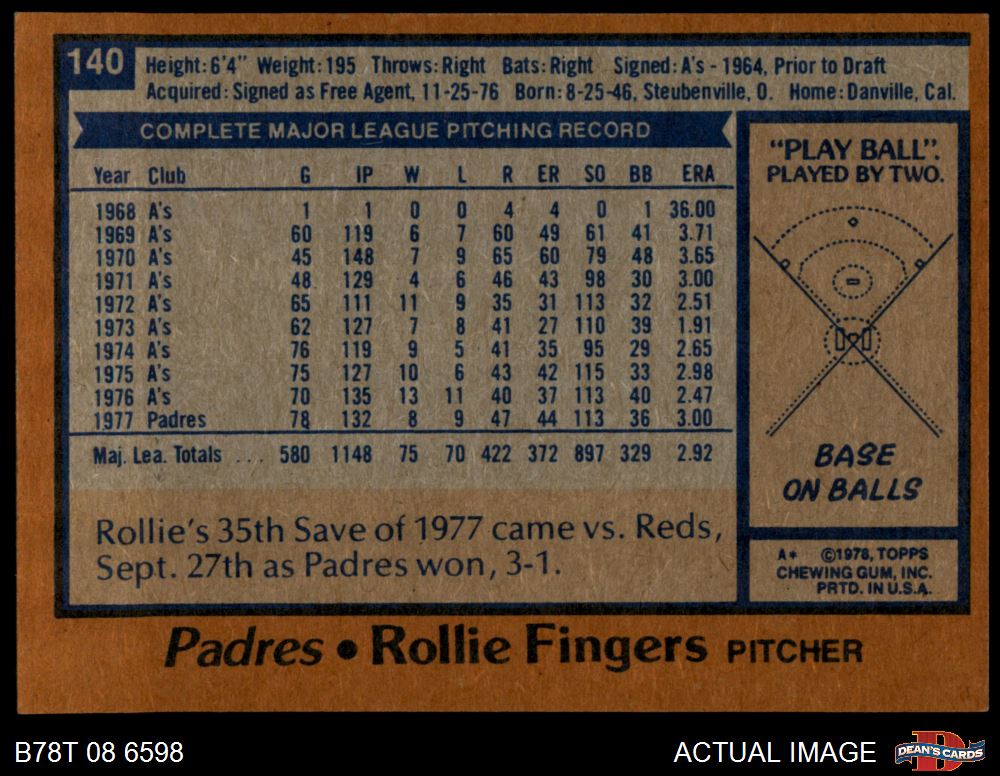 140
Height: 6'4" Weight: 195 Throws: Right Bats: Right Signed: A's - 1964, Prior to Draft
Acquired: Signed as Free Agent, 11-25-76 Born: 8-25-46, Steubenville, O. Home: Danville, Cal.
COMPLETE MAJOR LEAGUE PITCHING RECORD
Year Club G IP W L R ER SO BB ERA
1968 A's 1 1 0 0 4 4 0 1 36.00
1969 A's 60 119 6 7 60 49 61 41 3.71
1970 A's 45 148 7 9 65 60 79 48 3.65
1971 A's 48 129 4 6 46 43 98 30 3.00
1972 A's 65 111 11 9 35 31 113 32 2.51
1973 A's 62 127 7 8 41 27 110 39 1.91
1974 A's 76 119 9 5 41 35 95 29 2.65
1975 A's 75 127 10 6 43 42 115 33 2.98
1976 A's 70 135 13 11 40 37 113 40 2.47
1977 Padres 78 132 8 9 47 44 113 36 3.00
Maj. Lea. Totals ... 580 1148 75 70 422 372 897 329 2.92
Rollie's 35th Save of 1977 came vs. Reds,
Sept. 27th as Padres won, 3-1.
"PLAY BALL".
PLAYED BY TWO.
BASE
ON BALLS
A* ©1978, TOPPS
CHEWING GUM, INC.
PRTD. IN U.S.A.
Padres • Rollie Fingers PITCHER
B78T 08 6598
ACTUAL IMAGE
DEAN'S CARDS